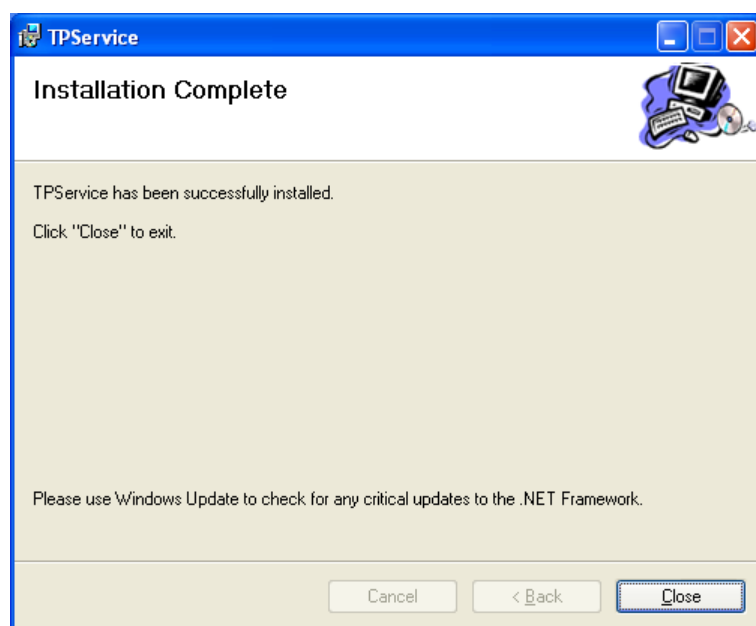 TPService
Installation Complete
TPService has been successfully installed.
Click "Close" to exit.
Please use Windows Update to check for any critical updates to the .NET Framework.
Cancel
< Back
Close